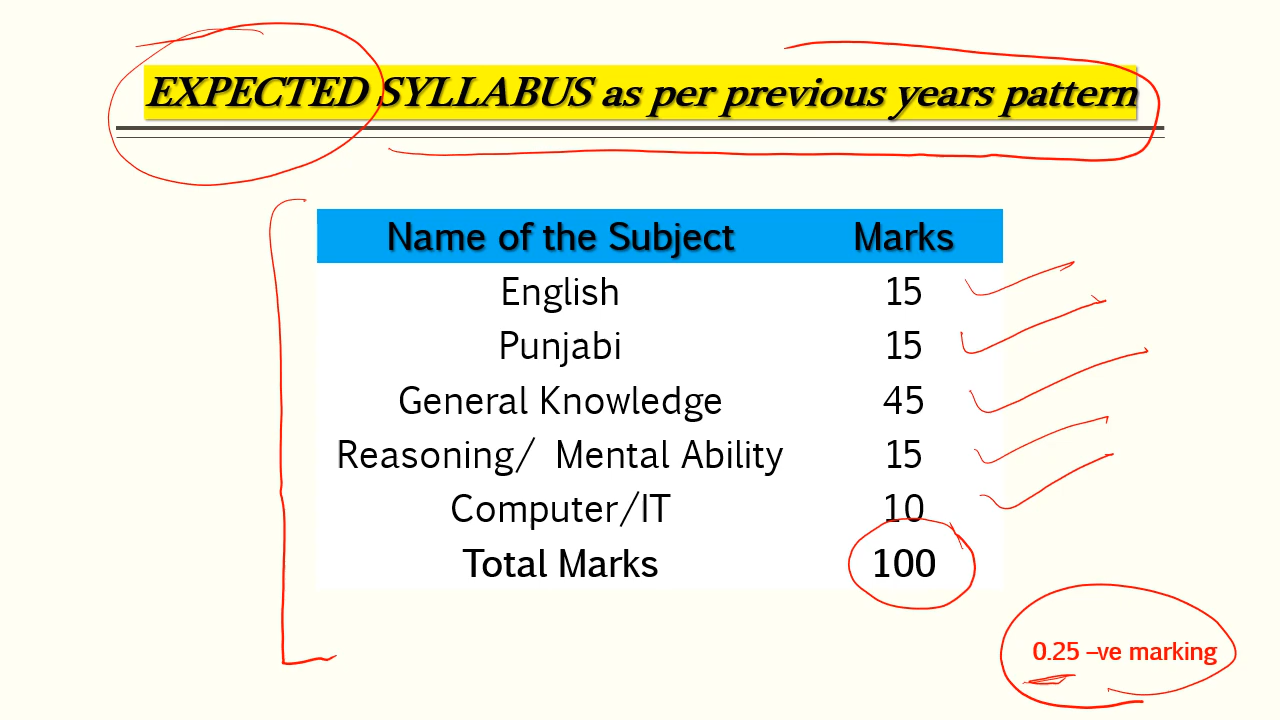 EXPECTED SYLLABUS as per previous years pattern
Name of the Subject Marks
English 15
Punjabi 15
General Knowledge 45
Reasoning/ Mental Ability 15
Computer/IT 10
Total Marks 100
0.25 –ve marking